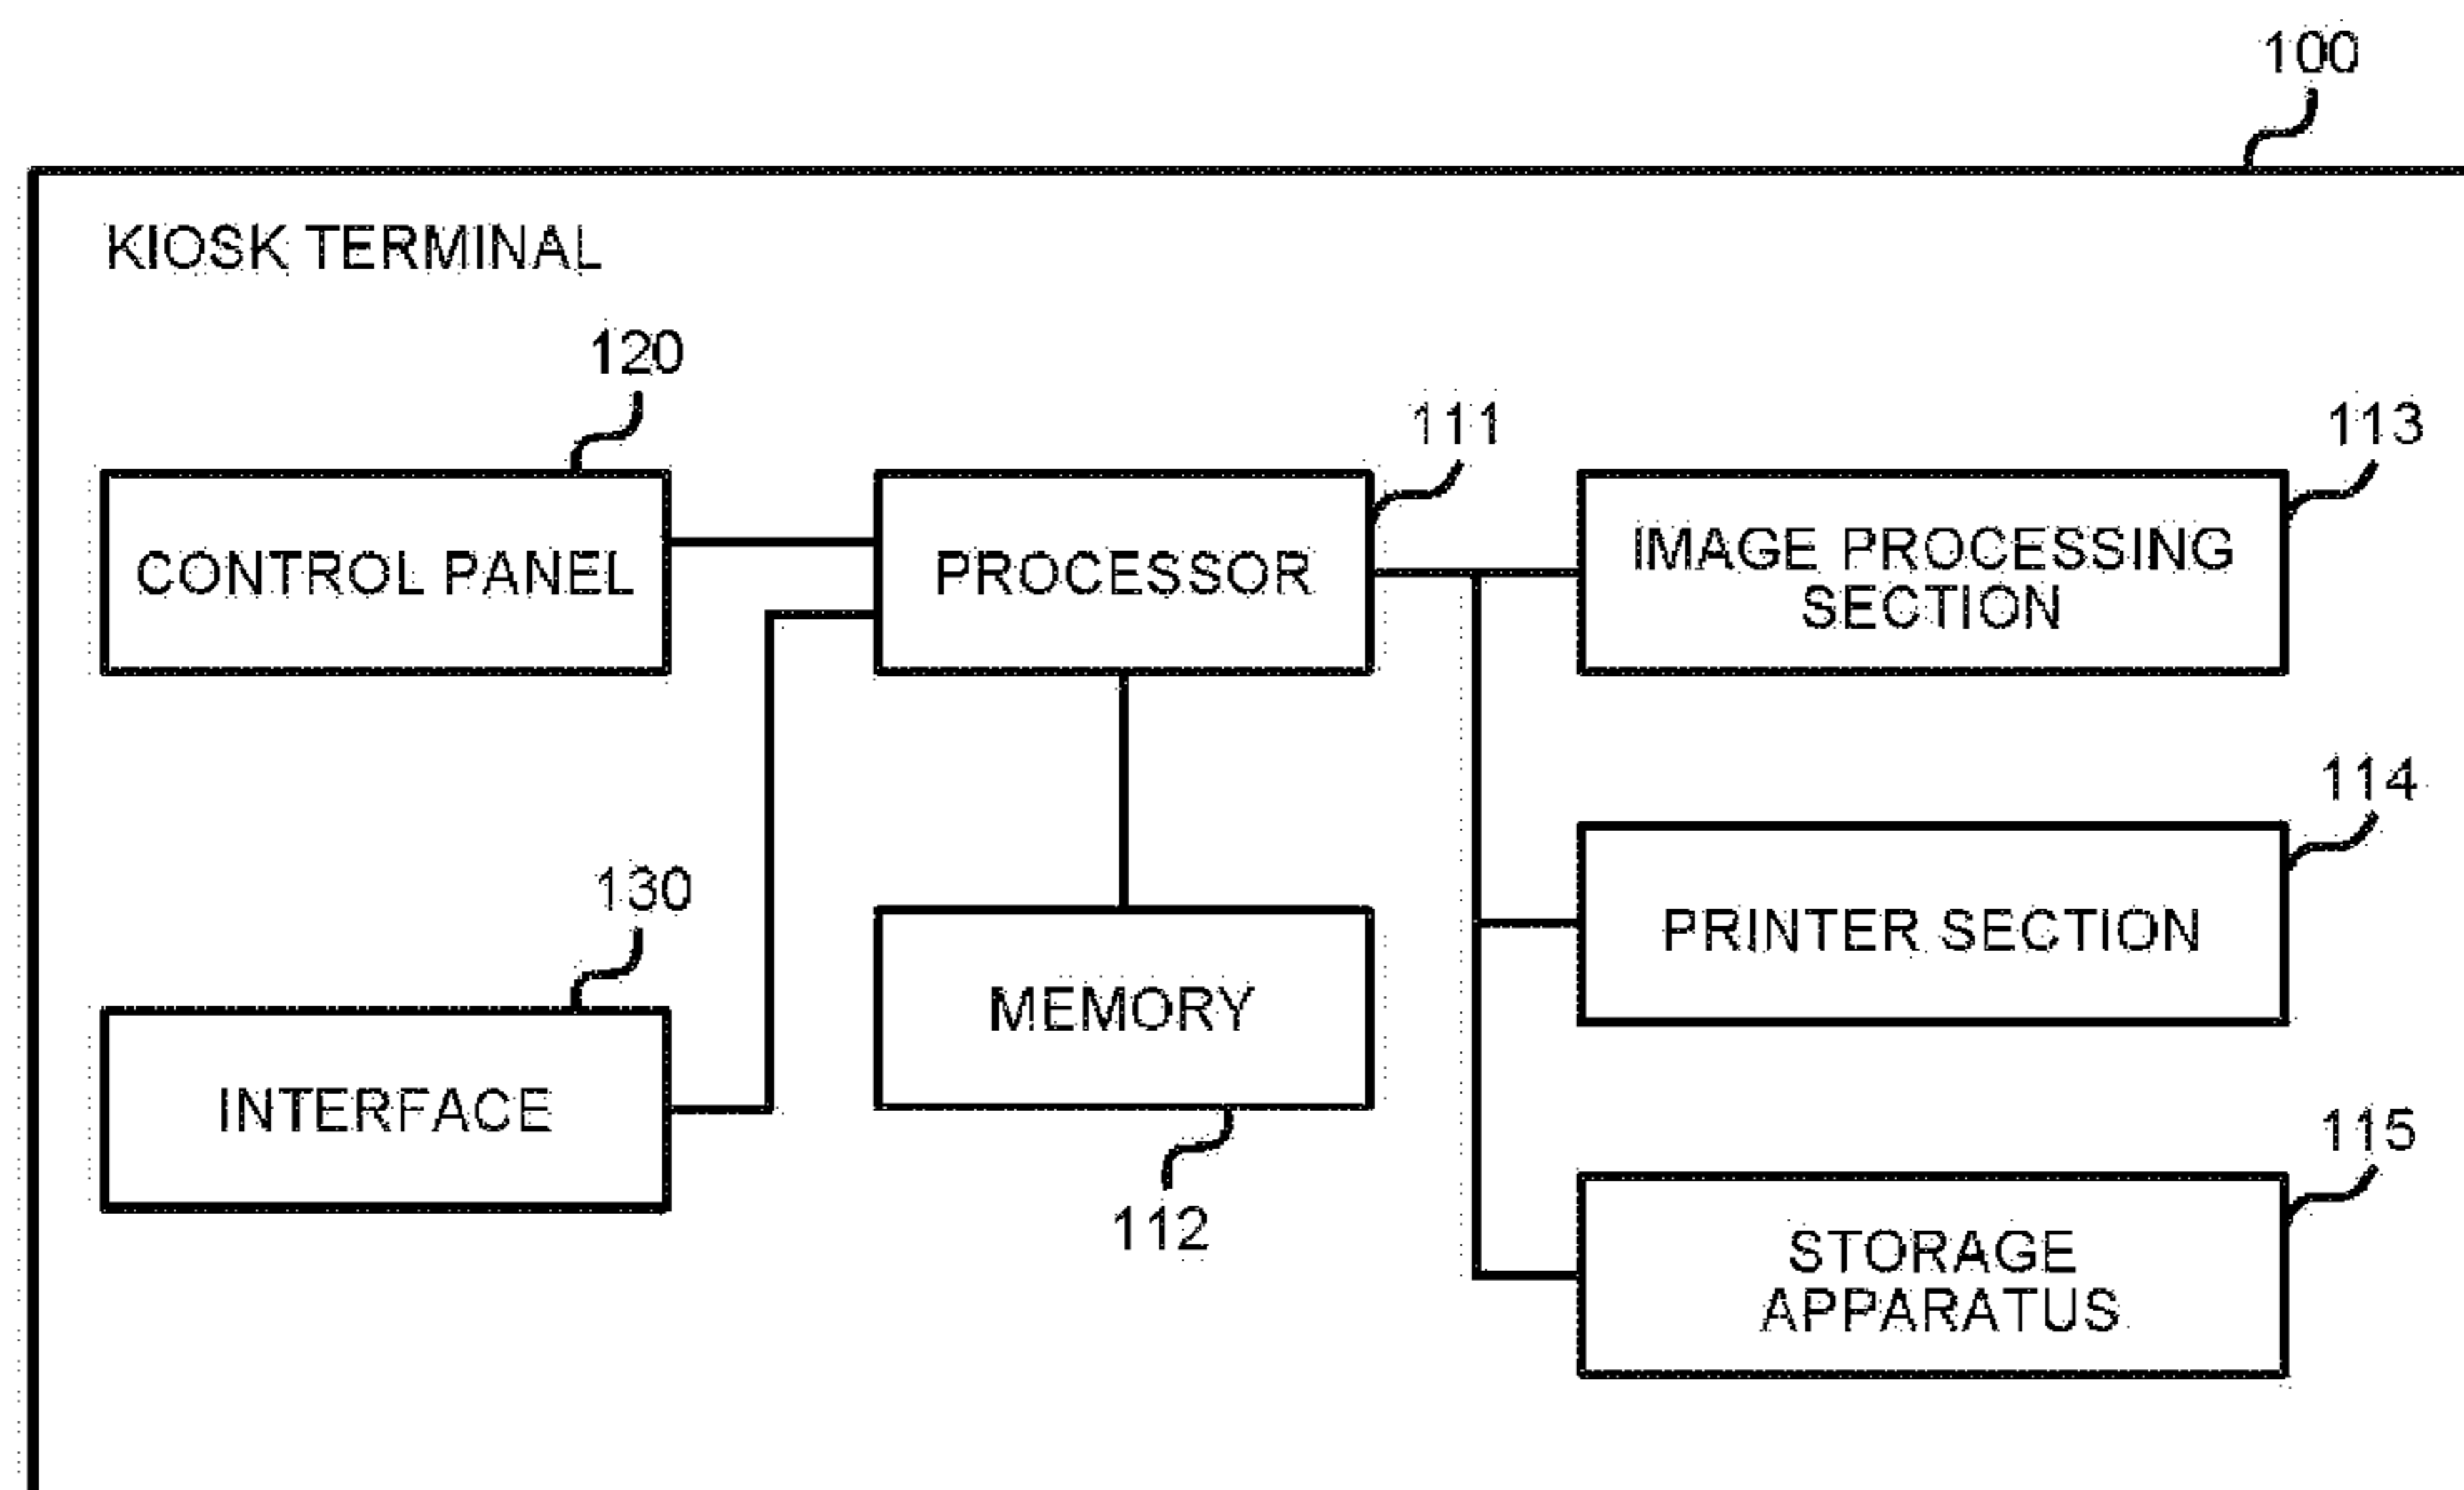 100
KIOSK TERMINAL
120
111
113
CONTROL PANEL
PROCESSOR
IMAGE PROCESSING
SECTION
114
130
PRINTER SECTION
MEMORY
INTERFACE
115
112
STORAGE
APPARATUS